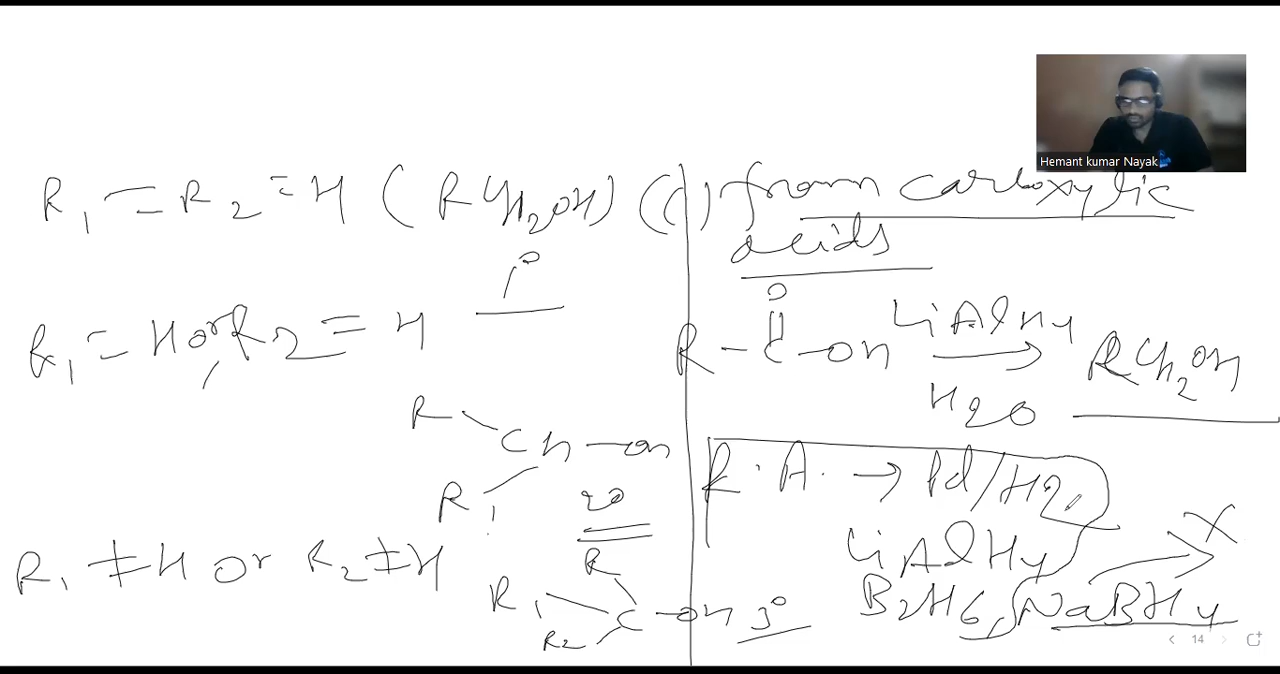 Hemant kumar Nayak
R₁ = R₂ = H (RCH₂OH)
1°
R₁ = H or R₂ = H
R
CH-OH
R₁
2°
R₁ ≠ H or R₂ ≠ H
R
R₁
C-OH 3°
R₂
(C) from carboxylic
acids
O
R-C-OH LiAlH₄ → RCH₂OH
H₂O
R.A. → Pd/H₂,
LiAlH₄
B₂H₆, NaBH₄ X
14